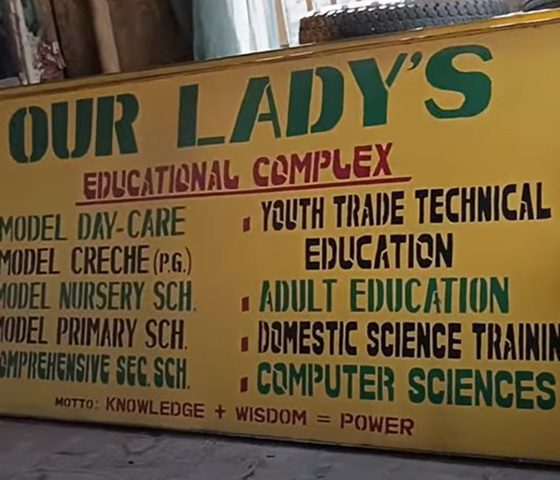 OUR LADY'S
EDUCATIONAL COMPLEX
MODEL DAY-CARE
MODEL CRECHE (P.G.)
MODEL NURSERY SCH.
MODEL PRIMARY SCH.
COMPREHENSIVE SEC. SCH.
YOUTH TRADE TECHNICAL
EDUCATION
ADULT EDUCATION
DOMESTIC SCIENCE TRAININ
COMPUTER SCIENCES
MOTTO: KNOWLEDGE + WISDOM = POWER